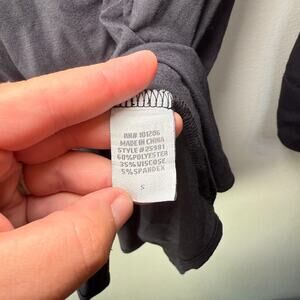 RN# 101206
MADE IN CHINA
STYLE #25981
60% POLYESTER
35% VISCOSE
5% SPANDEX
S